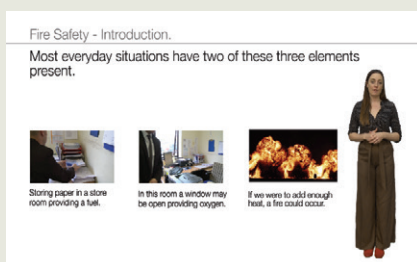 Fire Safety - Introduction.
Most everyday situations have two of these three elements
present.
Storing paper in a store
room providing a fuel.
In this room a window may
be open providing oxygen.
If we were to add enough
heat, a fire could occur.